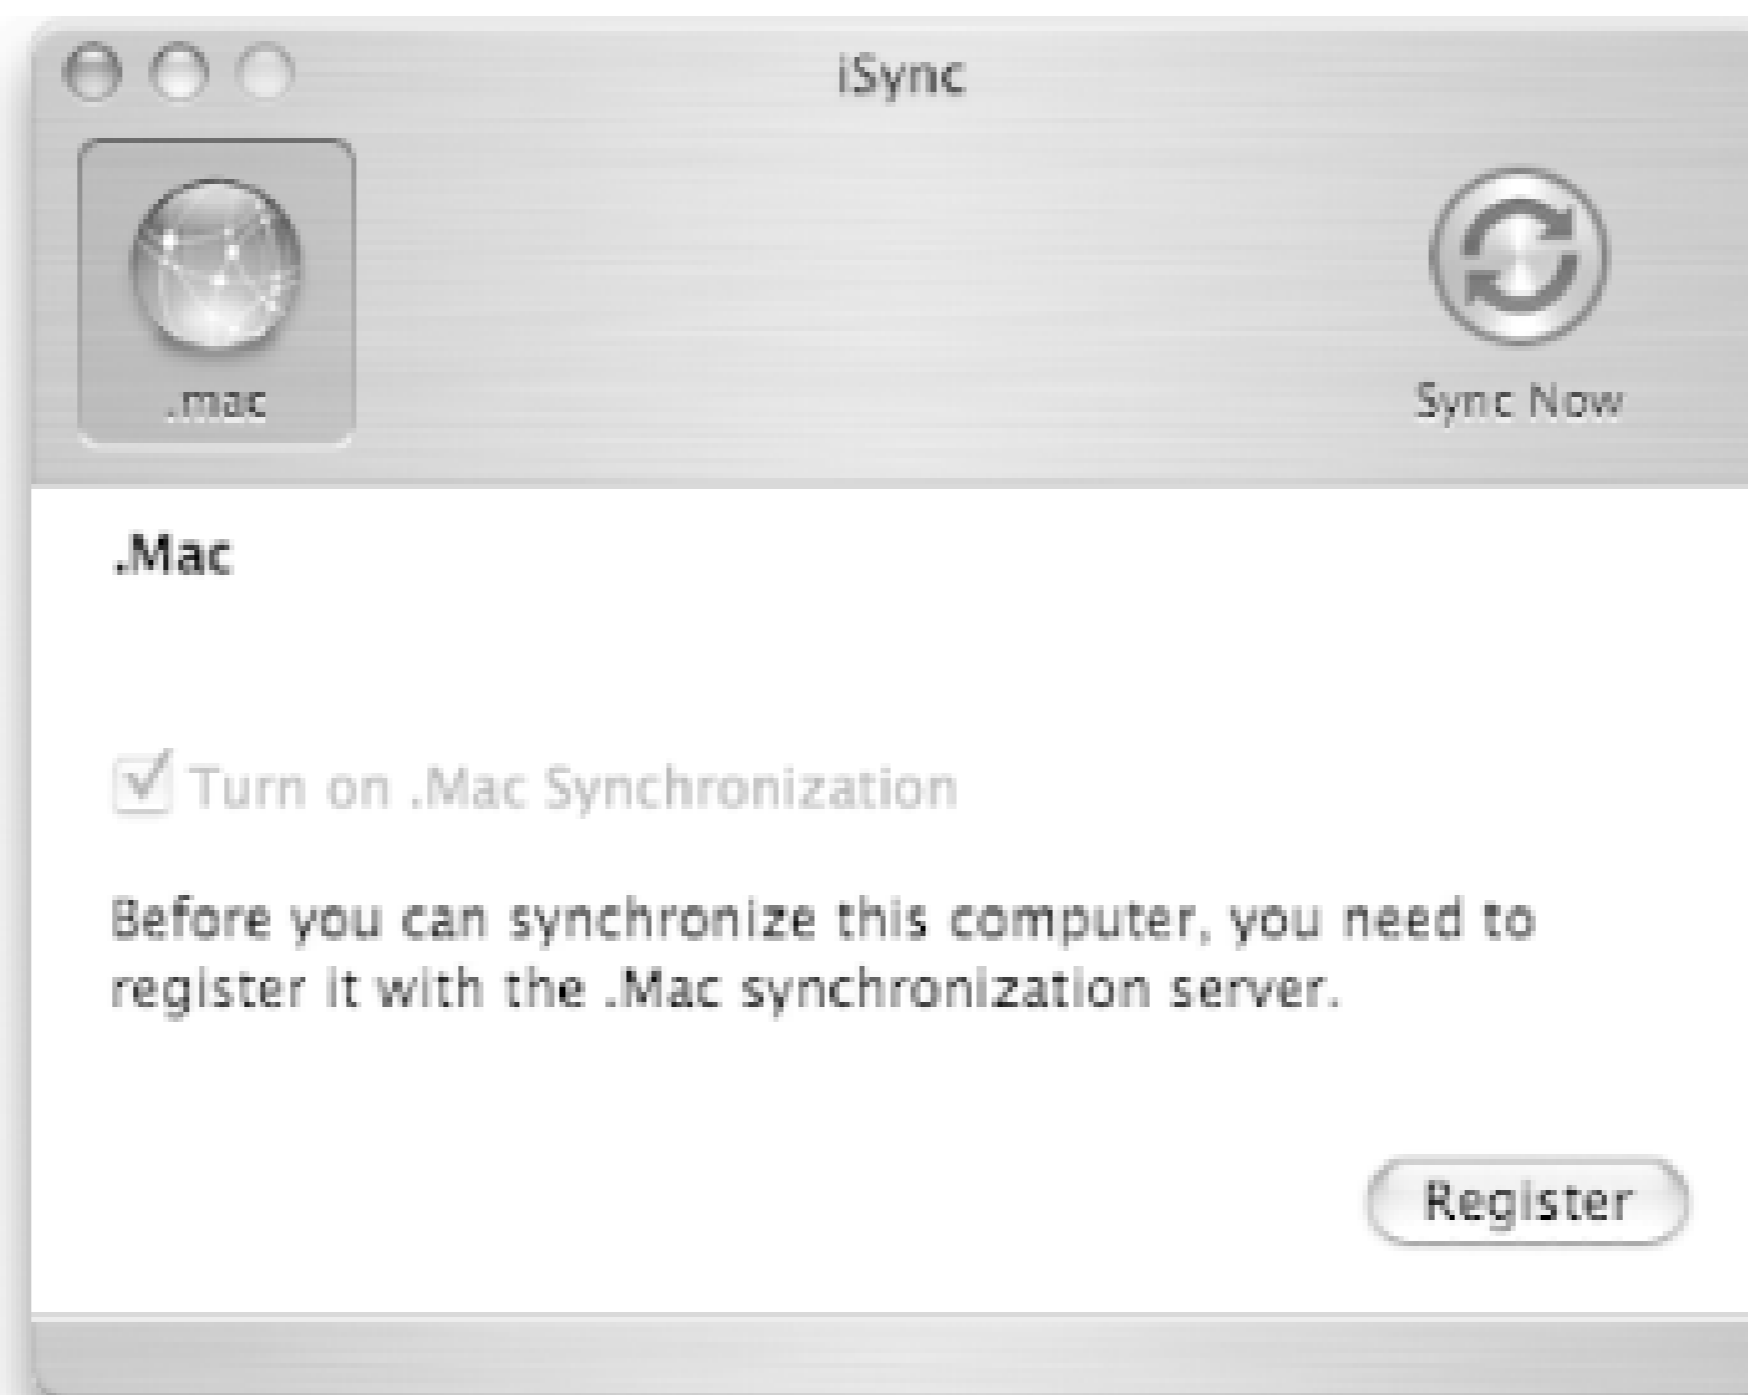 iSync
.mac
Sync Now
.Mac
Turn on .Mac Synchronization
Before you can synchronize this computer, you need to
register it with the .Mac synchronization server.
Register